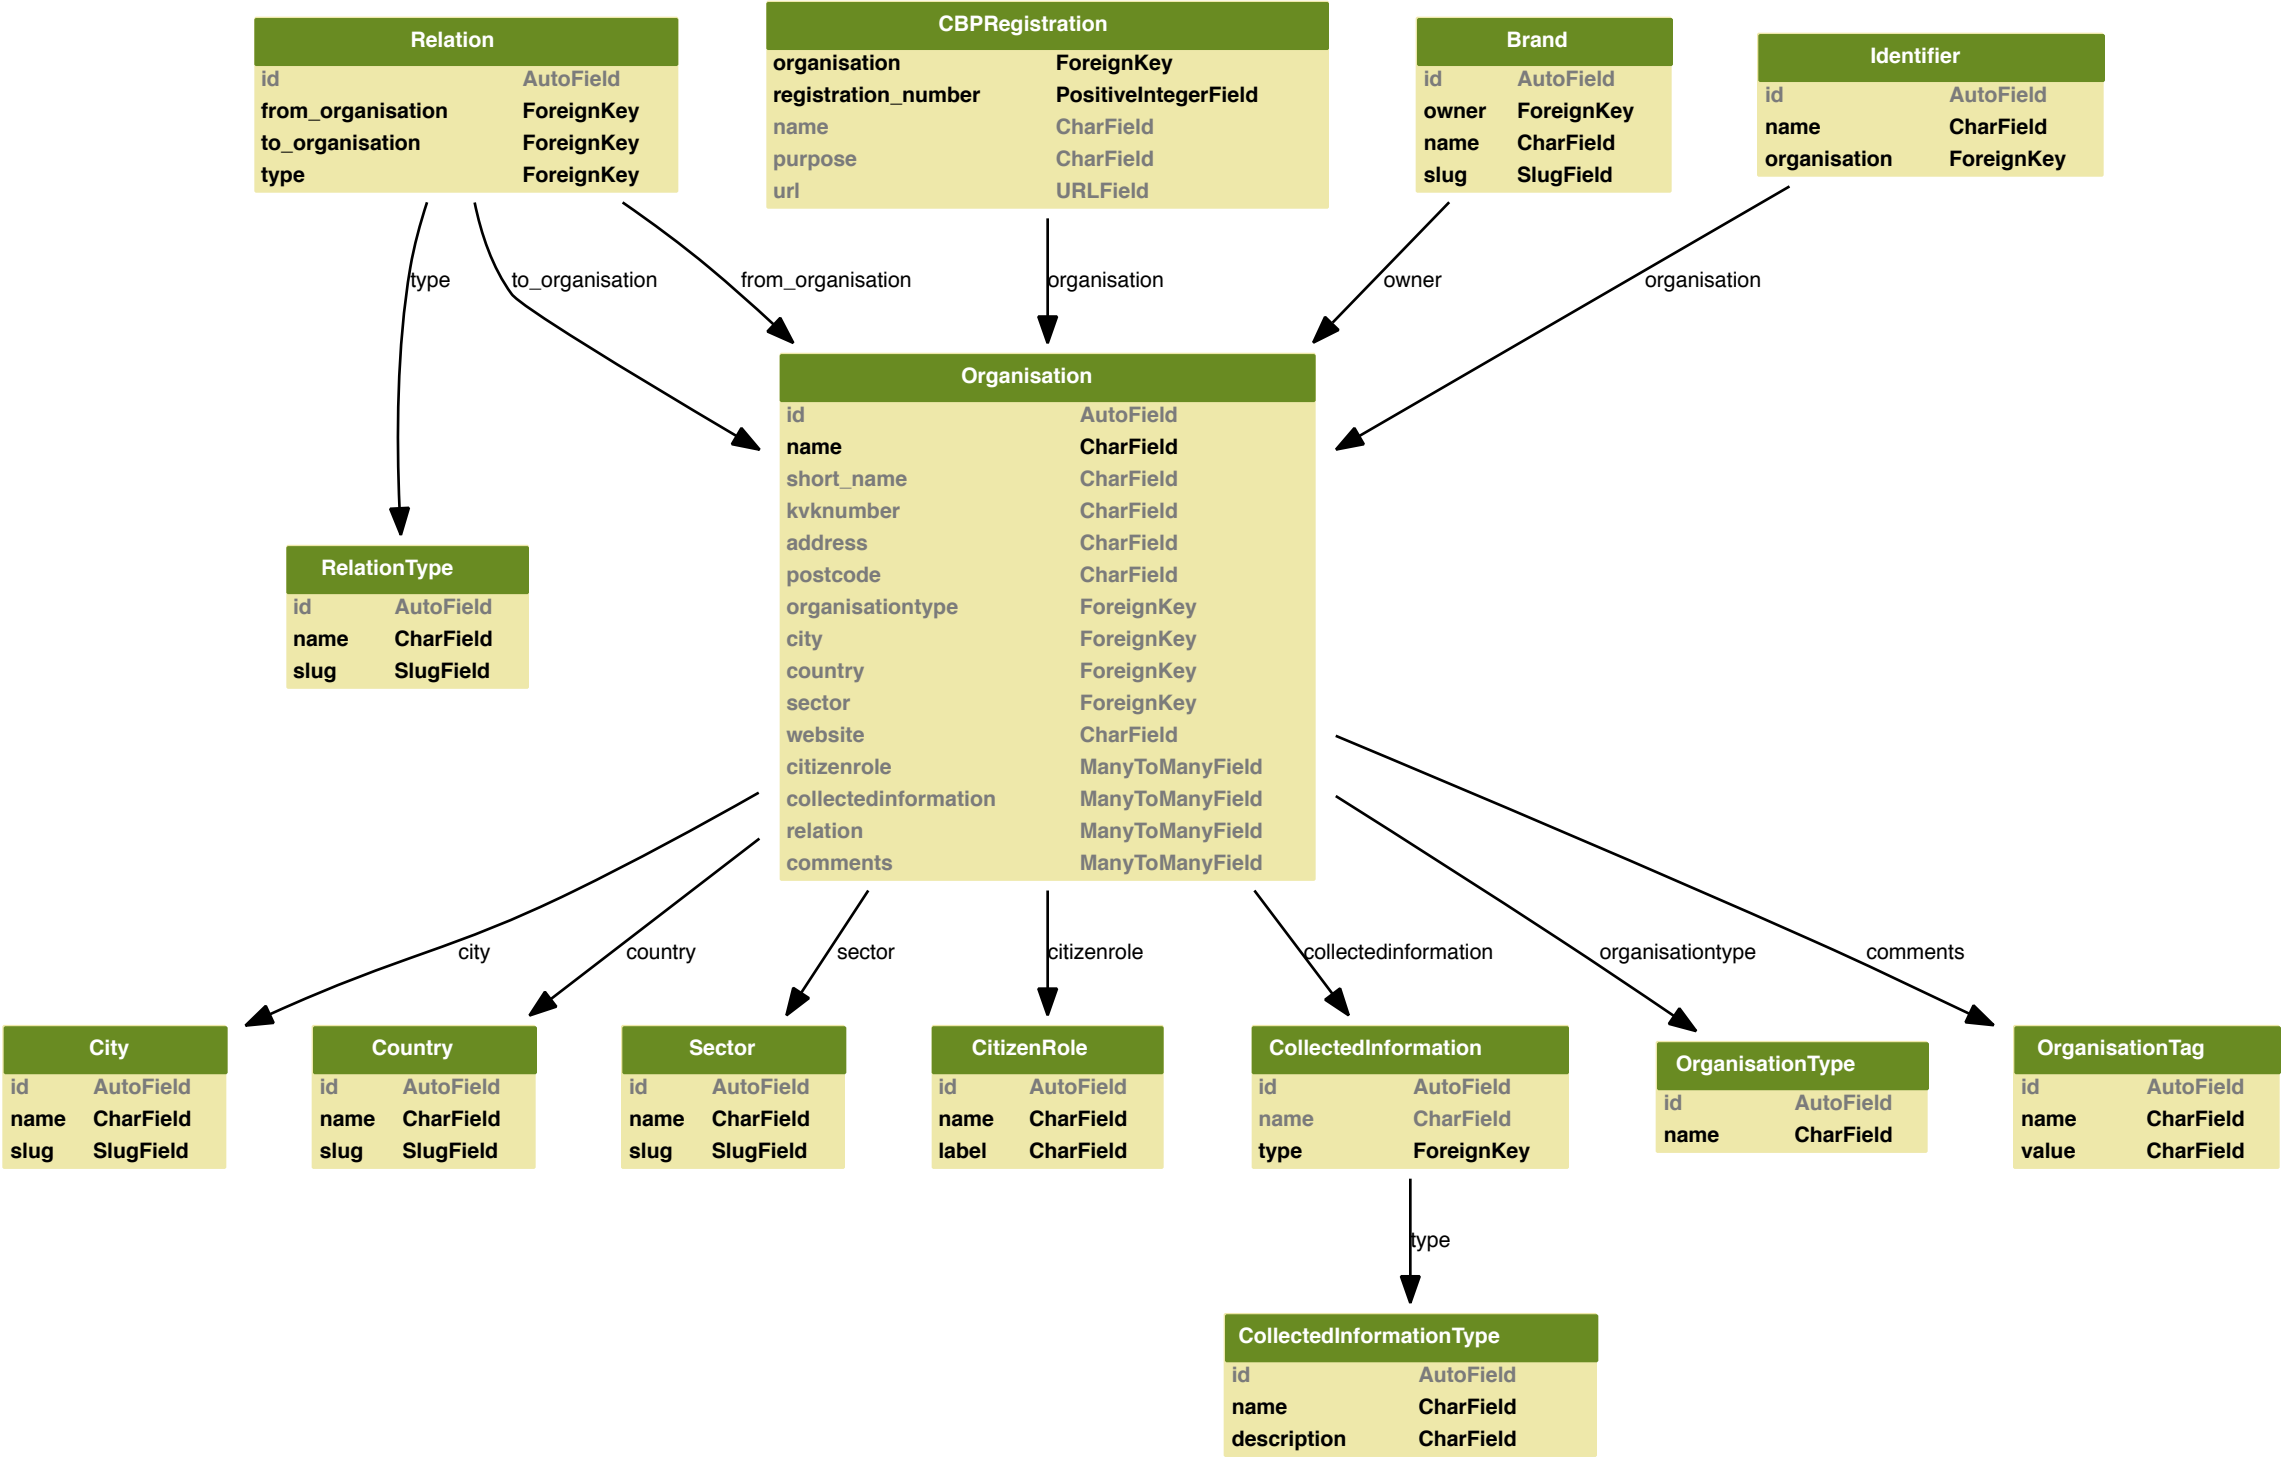 Relation
id AutoField
from_organisation ForeignKey
to_organisation ForeignKey
type ForeignKey
CBPRegistration
organisation ForeignKey
registration_number PositiveIntegerField
name CharField
purpose CharField
url URLField
Brand
id AutoField
owner ForeignKey
name CharField
slug SlugField
Identifier
id AutoField
name CharField
organisation ForeignKey
type
to_organisation
from_organisation
organisation
owner
organisation
Organisation
id AutoField
name CharField
short_name CharField
kvknumber CharField
address CharField
postcode CharField
organisationtype ForeignKey
city ForeignKey
country ForeignKey
sector ForeignKey
website CharField
citizenrole ManyToManyField
collectedinformation ManyToManyField
relation ManyToManyField
comments ManyToManyField
RelationType
id AutoField
name CharField
slug SlugField
city
country
sector
citizenrole
collectedinformation
organisationtype
comments
City
id AutoField
name CharField
slug SlugField
Country
id AutoField
name CharField
slug SlugField
Sector
id AutoField
name CharField
slug SlugField
CitizenRole
id AutoField
name CharField
label CharField
CollectedInformation
id AutoField
name CharField
type ForeignKey
OrganisationType
id AutoField
name CharField
OrganisationTag
id AutoField
name CharField
value CharField
type
CollectedInformationType
id AutoField
name CharField
description CharField